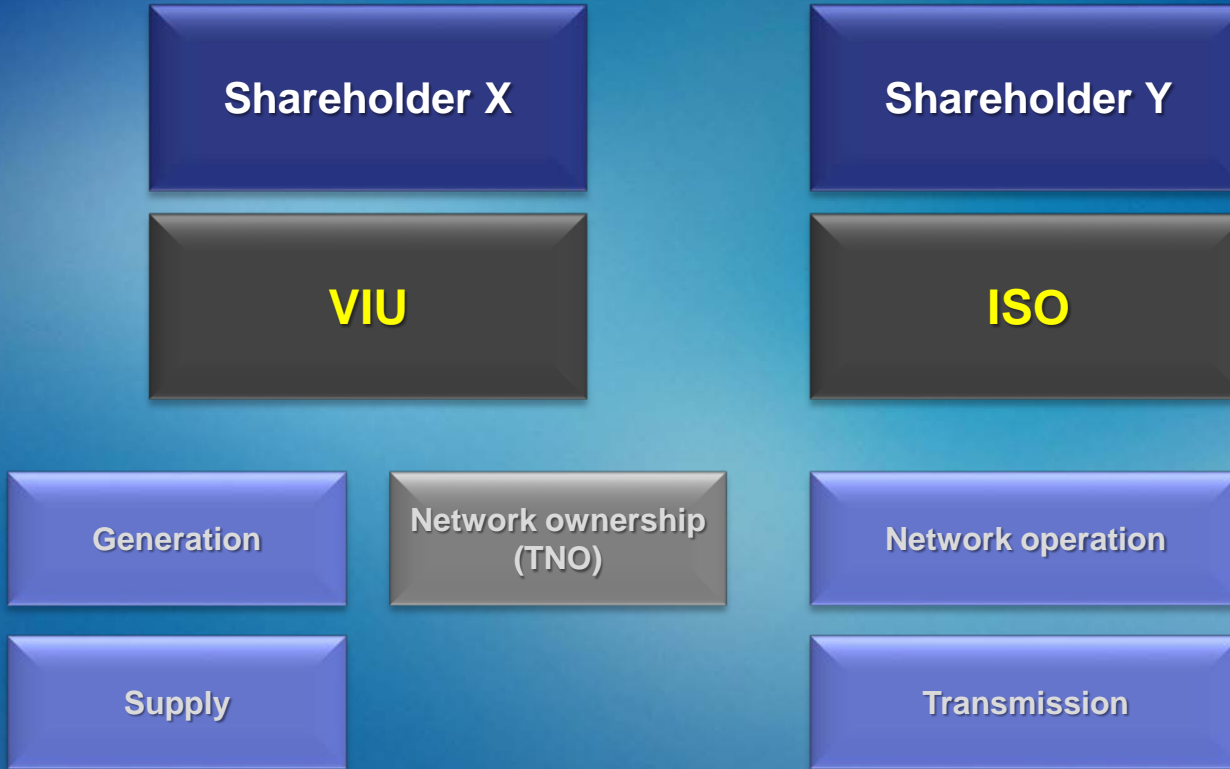 Shareholder X
Shareholder Y
VIU
ISO
Generation
Network ownership
(TNO)
Network operation
Supply
Transmission